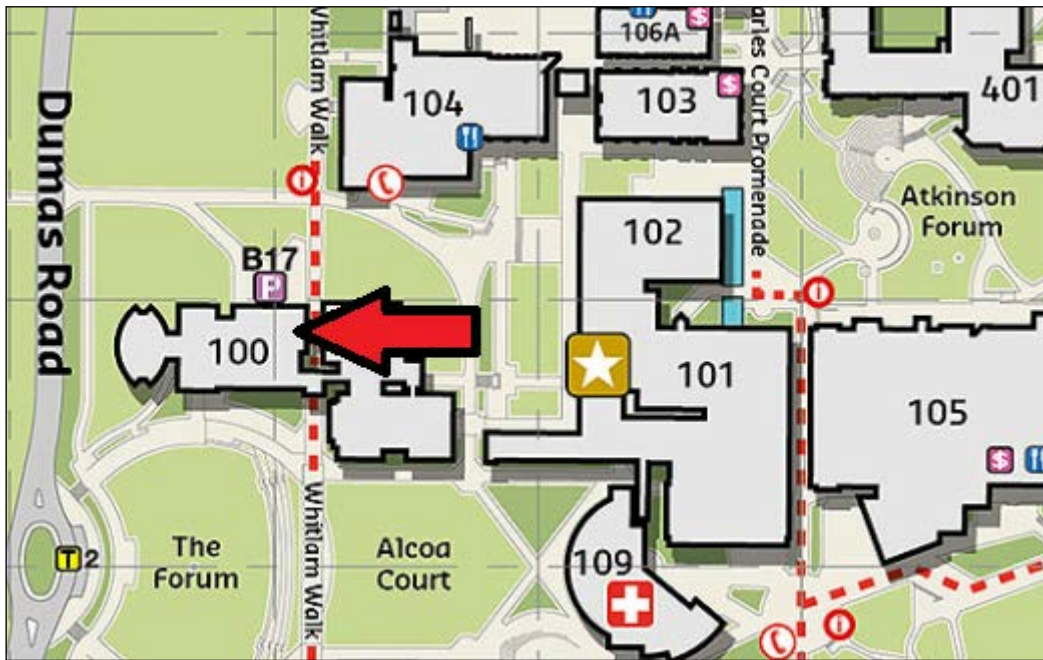 Whitlam Walk
106A
$
arles Court Promenade
104
103
$
401
Dumas Road
i
Atkinson
Forum
102
B17
P
i
100
101
105
$
T 2
The
Forum
Whitlam Walk
Alcoa
Court
109
i